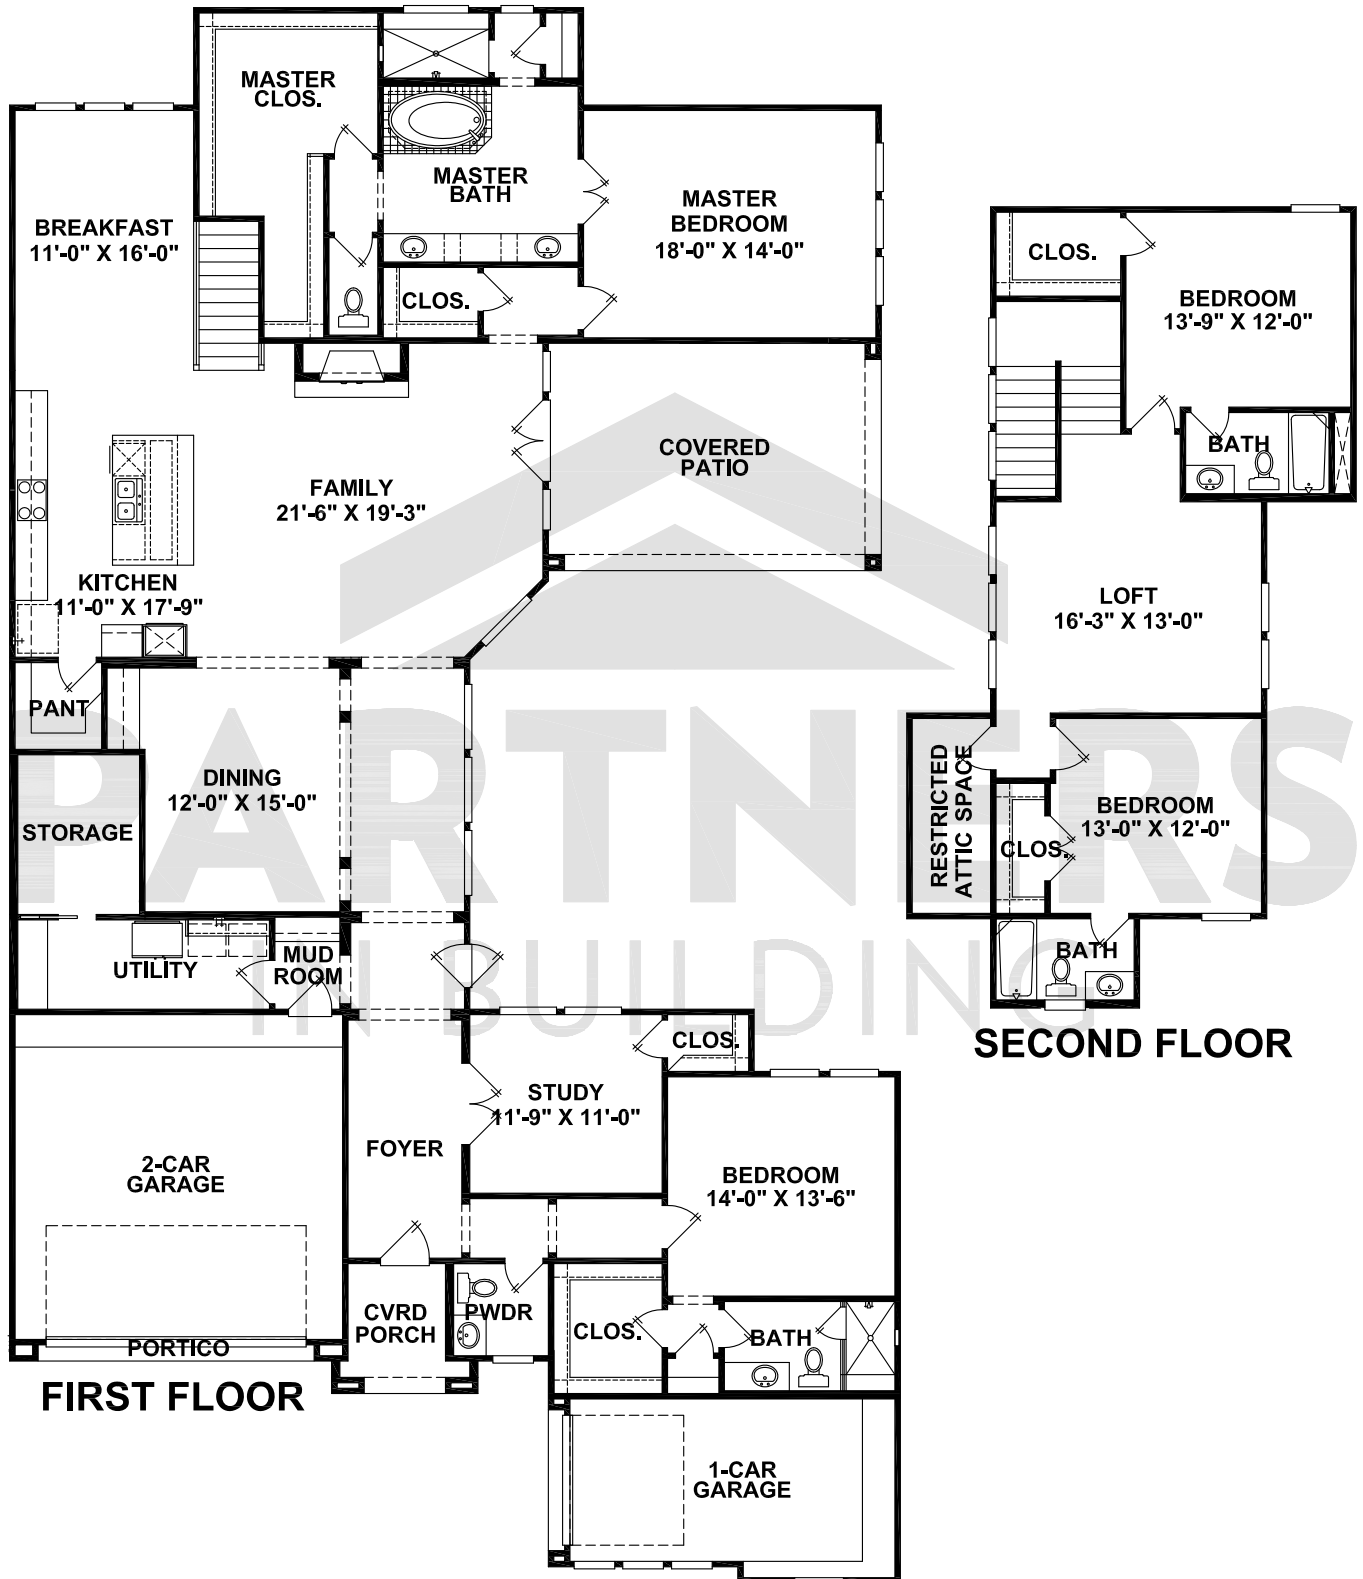 MASTER
CLOS.
BREAKFAST
11'-0" X 16'-0"
MASTER
BATH
MASTER
BEDROOM
18'-0" X 14'-0"
CLOS.
COVERED
PATIO
FAMILY
21'-6" X 19'-3"
KITCHEN
11'-0" X 17'-9"
PANT
DINING
12'-0" X 15'-0"
STORAGE
UTILITY
MUD
ROOM
CLOS.
STUDY
11'-9" X 11'-0"
FOYER
2-CAR
GARAGE
BEDROOM
14'-0" X 13'-6"
CVRD
PORCH
PWDR
CLOS.
BATH
PORTICO
FIRST FLOOR
1-CAR
GARAGE
CLOS.
BEDROOM
13'-9" X 12'-0"
BATH
LOFT
16'-3" X 13'-0"
RESTRICTED
ATTIC SPACE
BEDROOM
13'-0" X 12'-0"
CLOS.
BATH
SECOND FLOOR
PARTNERS
IN BUILDING